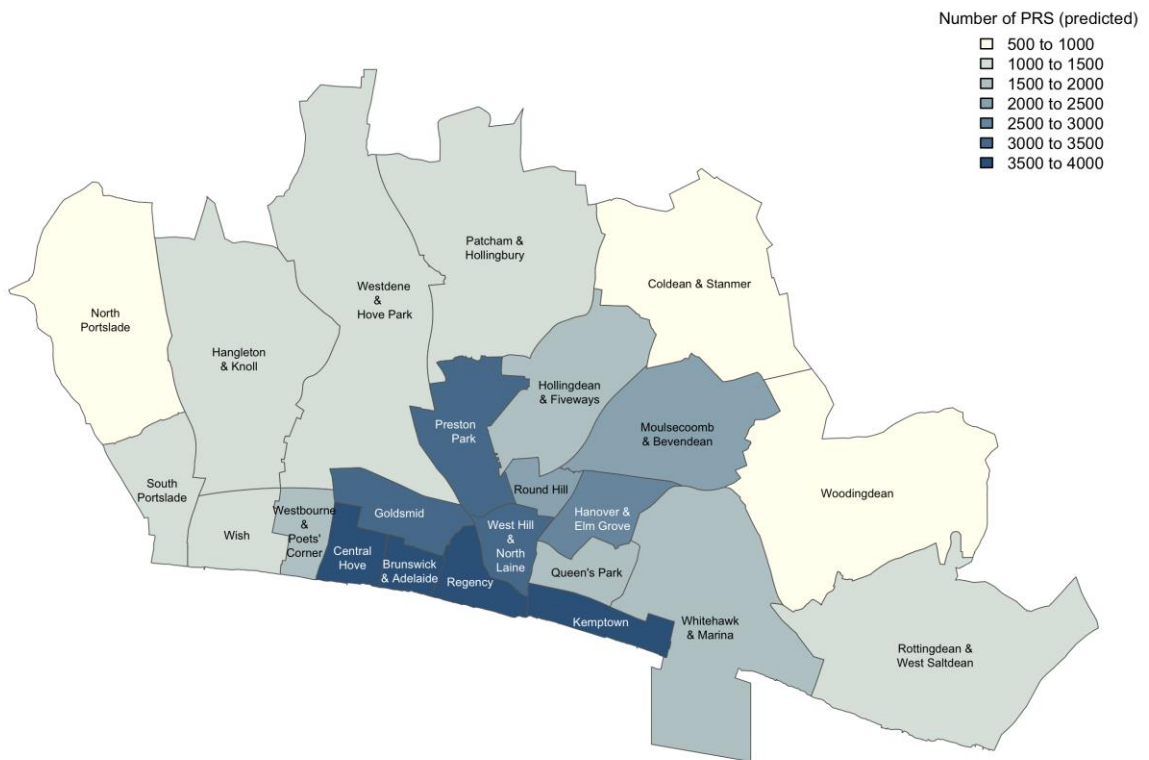 Number of PRS (predicted)
500 to 1000
1000 to 1500
1500 to 2000
2000 to 2500
2500 to 3000
3000 to 3500
3500 to 4000
Patcham &
Hollingbury
Coldean & Stanmer
Westdene
&
Hove Park
North
Portslade
Hangleton
& Knoll
Hollingdean
& Fiveways
Preston
Park
Moulsecoomb
& Bevendean
South
Portslade
Round Hill
Woodingdean
Westbourne
&
Poets'
Corner
Goldsmid
West Hill
&
North
Laine
Hanover &
Elm Grove
Wish
Central
Hove
Brunswick
& Adelaide
Regency
Queen's Park
Kemptown
Whitehawk
& Marina
Rottingdean &
West Saltdean